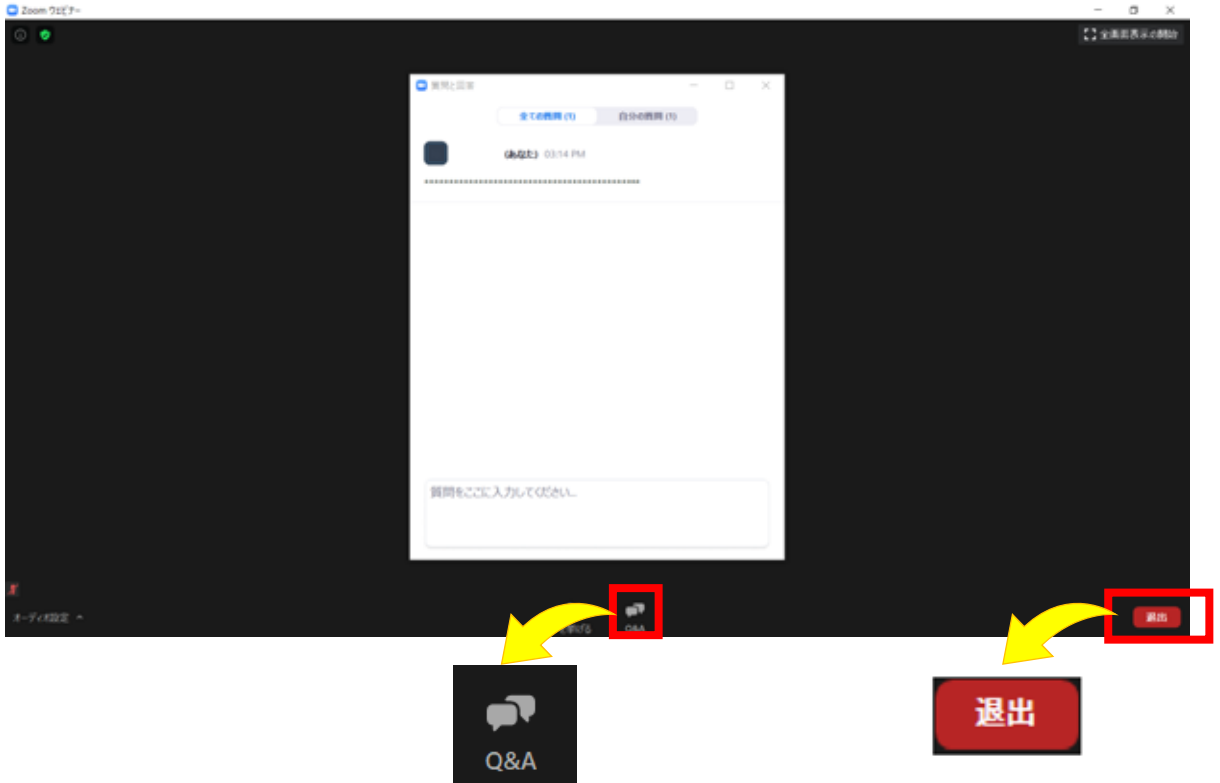 Zoom ウェビナー
全画面表示の開始
質問と回答
全ての質問 (1)
自分の質問 (1)
(あなた) 03:14 PM
質問をここに入力してください...
オーディオ設定
Q&A
退出
Q&A
退出